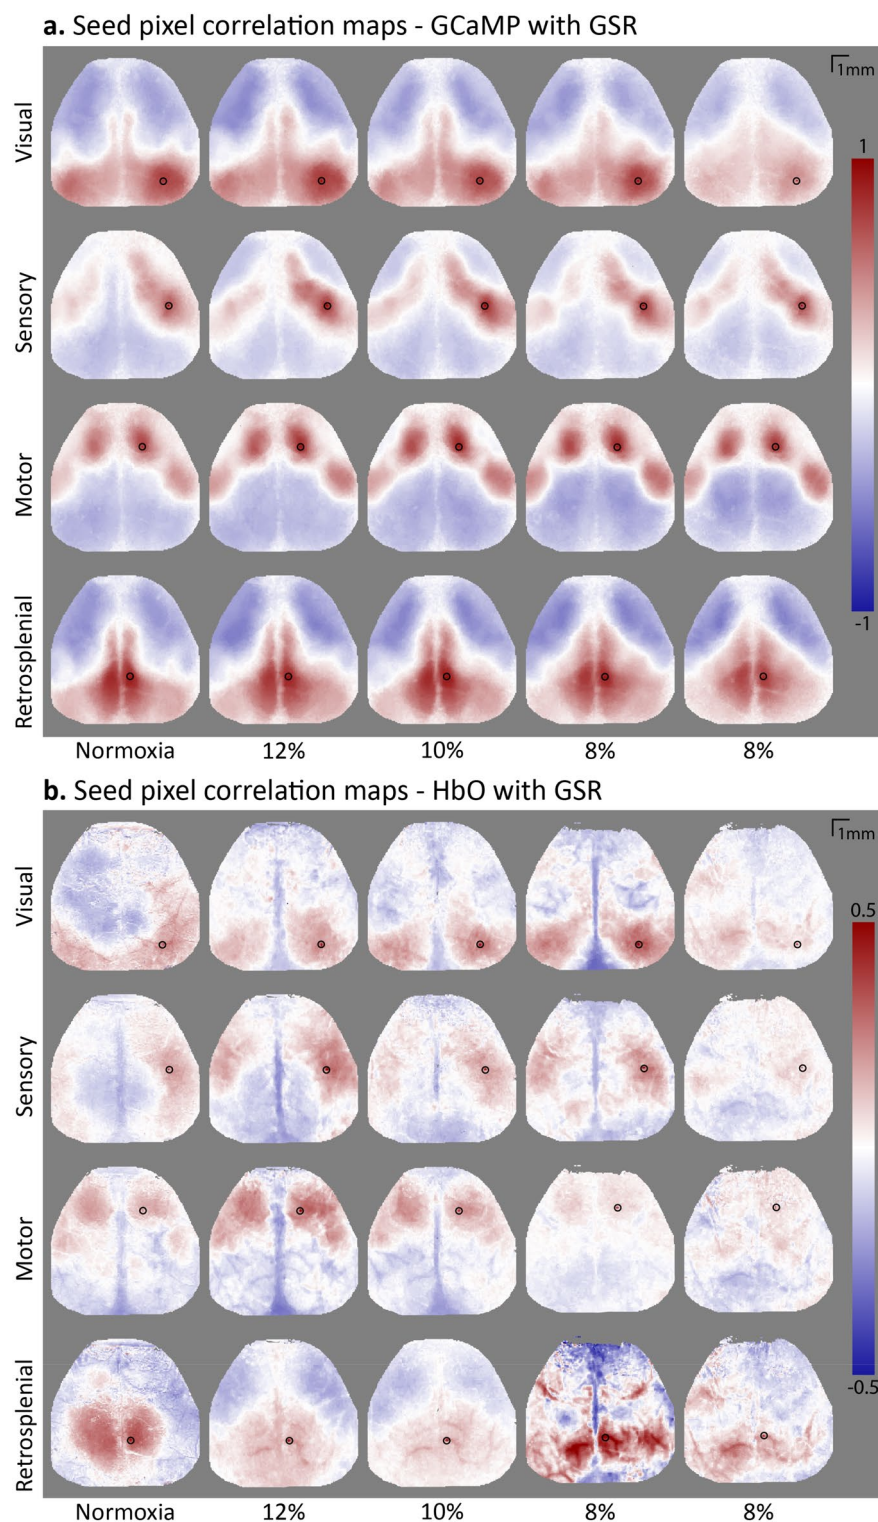 a. Seed pixel correlation maps - GCaMP with GSR
1mm
Visual
1
Sensory
Motor
-1
Retrosplenial
Normoxia 12% 10% 8% 8%
b. Seed pixel correlation maps - HbO with GSR
1mm
Visual
0.5
Sensory
Motor
-0.5
Retrosplenial
Normoxia 12% 10% 8% 8%